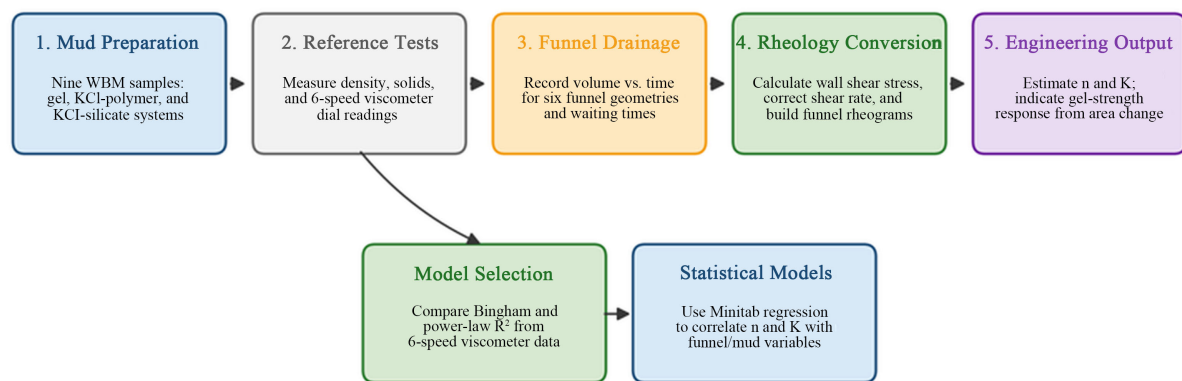 1. Mud Preparation
Nine WBM samples:
gel, KCl-polymer, and
KCl-silicate systems
2. Reference Tests
Measure density, solids,
and 6-speed viscometer
dial readings
3. Funnel Drainage
Record volume vs. time
for six funnel geometries
and waiting times
4. Rheology Conversion
Calculate wall shear stress,
correct shear rate, and
build funnel rheograms
5. Engineering Output
Estimate n and K;
indicate gel-strength
response from area change
Model Selection
Compare Bingham and
power-law R² from
6-speed viscometer data
Statistical Models
Use Minitab regression
to correlate n and K with
funnel/mud variables